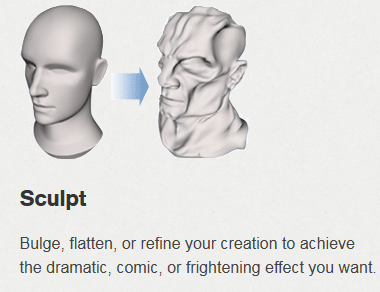 Sculpt
Bulge, flatten, or refine your creation to achieve
the dramatic, comic, or frightening effect you want.